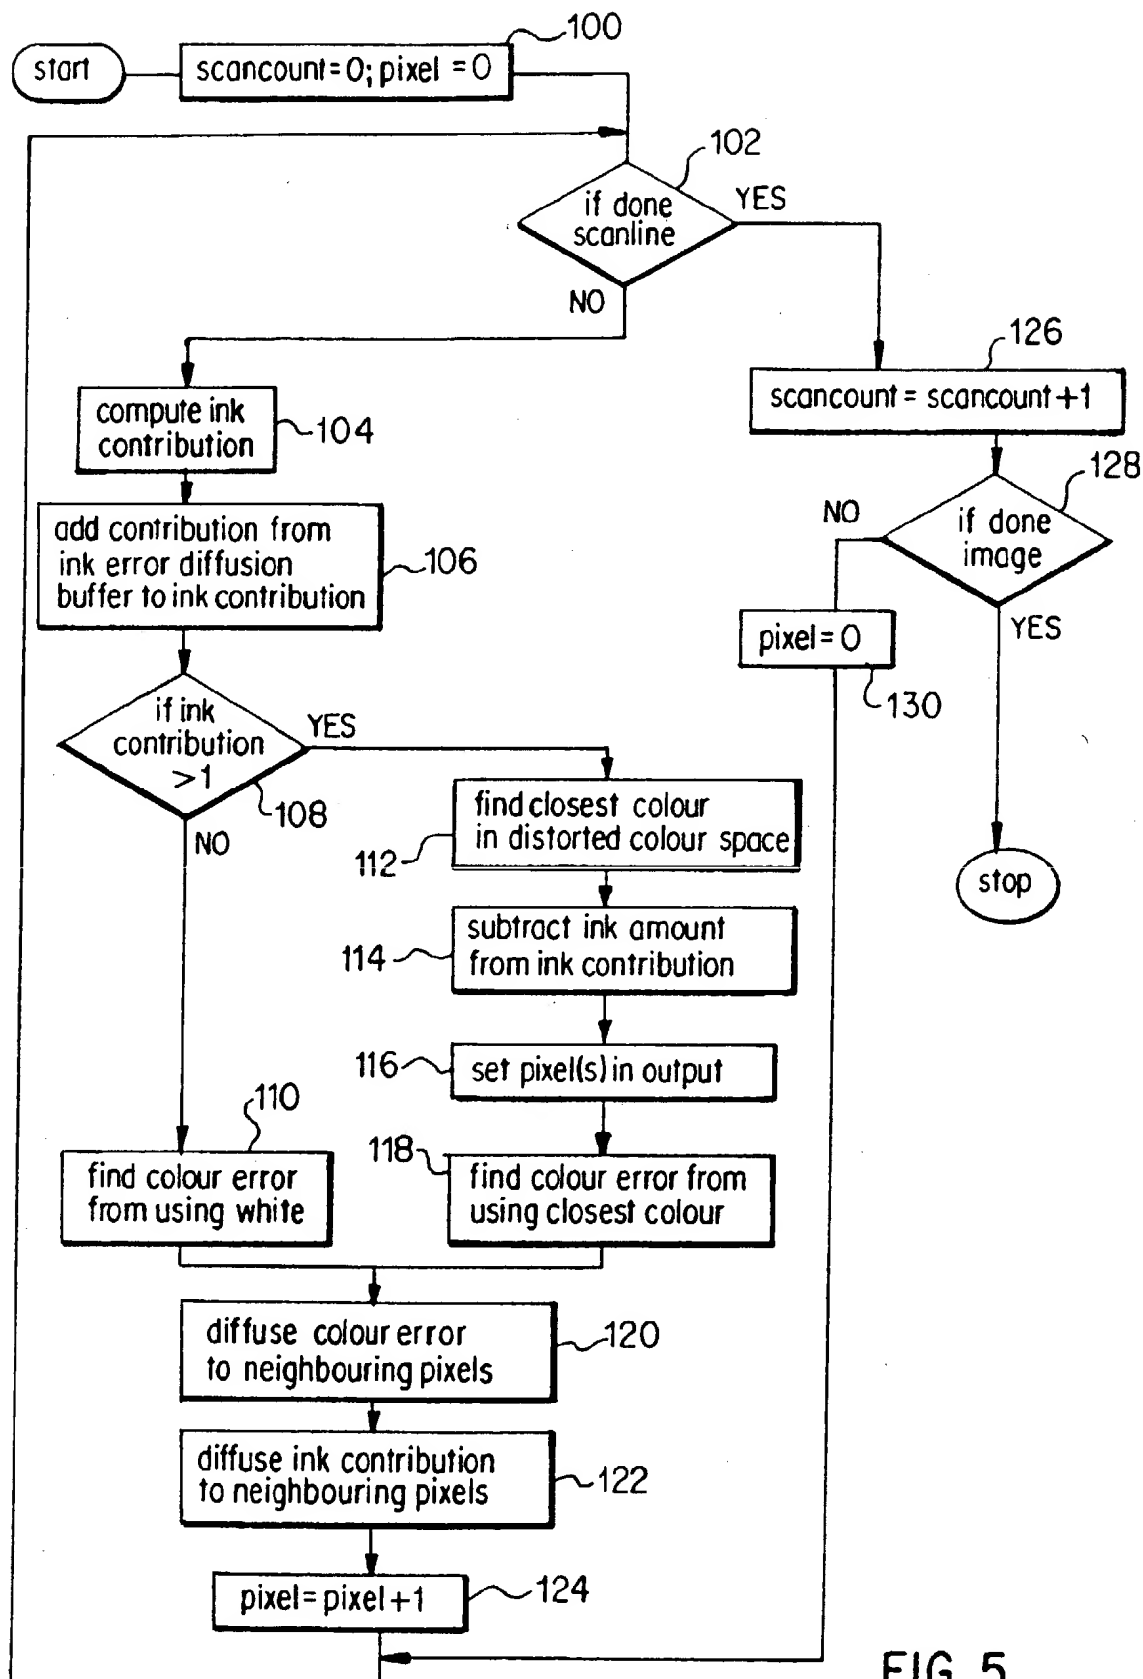 100
start
scancount=0; pixel =0
102
if done
scanline
YES
NO
126
scancount = scancount+1
compute ink
contribution
104
128
NO
if done
image
add contribution from
ink error diffusion
buffer to ink contribution
106
YES
pixel=0
130
if ink
contribution
>1
YES
108
NO
find closest colour
in distorted colour space
112
stop
subtract ink amount
from ink contribution
114
116
set pixel(s) in output
110
118
find colour error
from using white
find colour error from
using closest colour
diffuse colour error
to neighbouring pixels
120
diffuse ink contribution
to neighbouring pixels
122
pixel=pixel+1
124
FIG 5